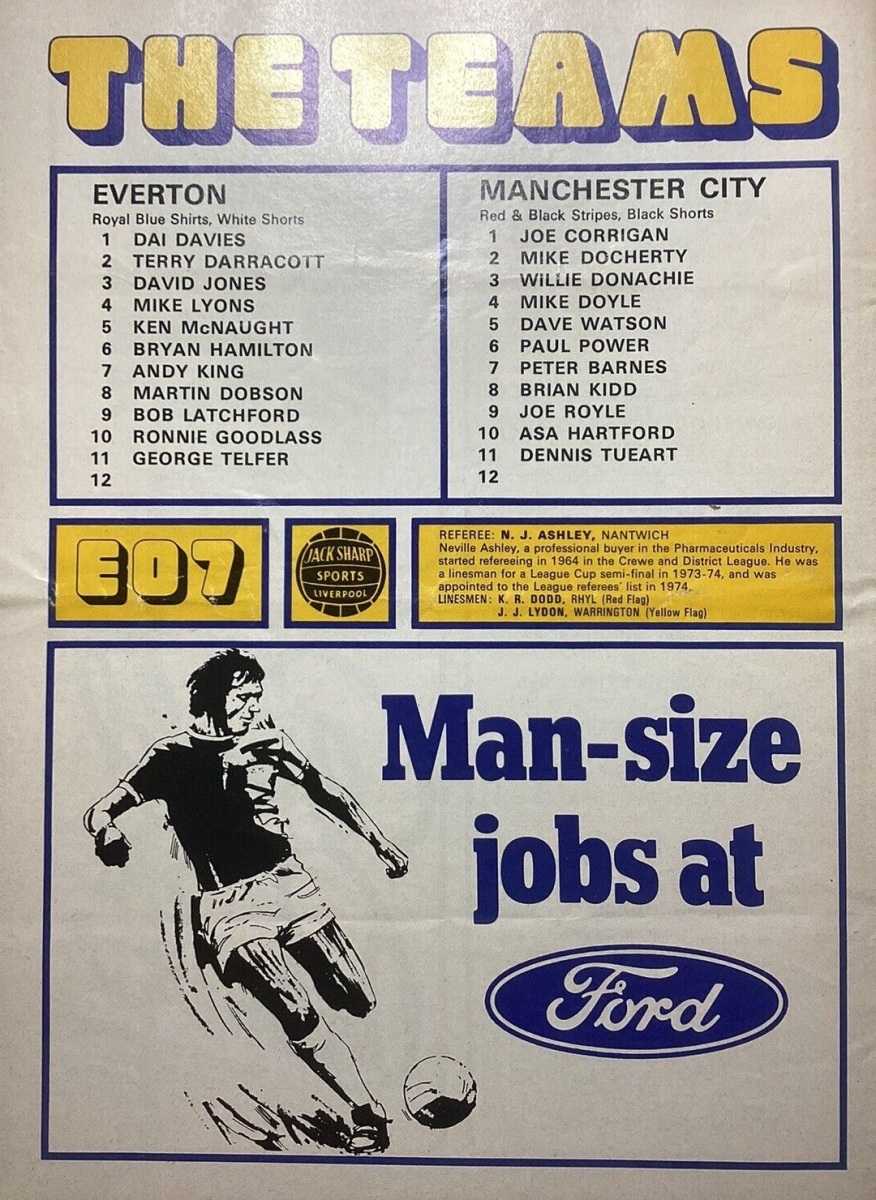 THE TEAMS
EVERTON
Royal Blue Shirts, White Shorts
1 DAI DAVIES
2 TERRY DARRACOTT
3 DAVID JONES
4 MIKE LYONS
5 KEN McNAUGHT
6 BRYAN HAMILTON
7 ANDY KING
8 MARTIN DOBSON
9 BOB LATCHFORD
10 RONNIE GOODLASS
11 GEORGE TELFER
12
MANCHESTER CITY
Red & Black Stripes, Black Shorts
1 JOE CORRIGAN
2 MIKE DOCHERTY
3 WILLIE DONACHIE
4 MIKE DOYLE
5 DAVE WATSON
6 PAUL POWER
7 PETER BARNES
8 BRIAN KIDD
9 JOE ROYLE
10 ASA HARTFORD
11 DENNIS TUEART
12
E07
JACK SHARP
SPORTS
LIVERPOOL
REFEREE: N. J. ASHLEY, NANTWICH
Neville Ashley, a professional buyer in the Pharmaceuticals Industry,
started refereeing in 1964 in the Crewe and District League. He was
a linesman for a League Cup semi-final in 1973-74, and was
appointed to the League referees' list in 1974.
LINESMEN: K. R. DODD, RHYL (Red Flag)
J. J. LYDON, WARRINGTON (Yellow Flag)
Man-size
jobs at
Ford